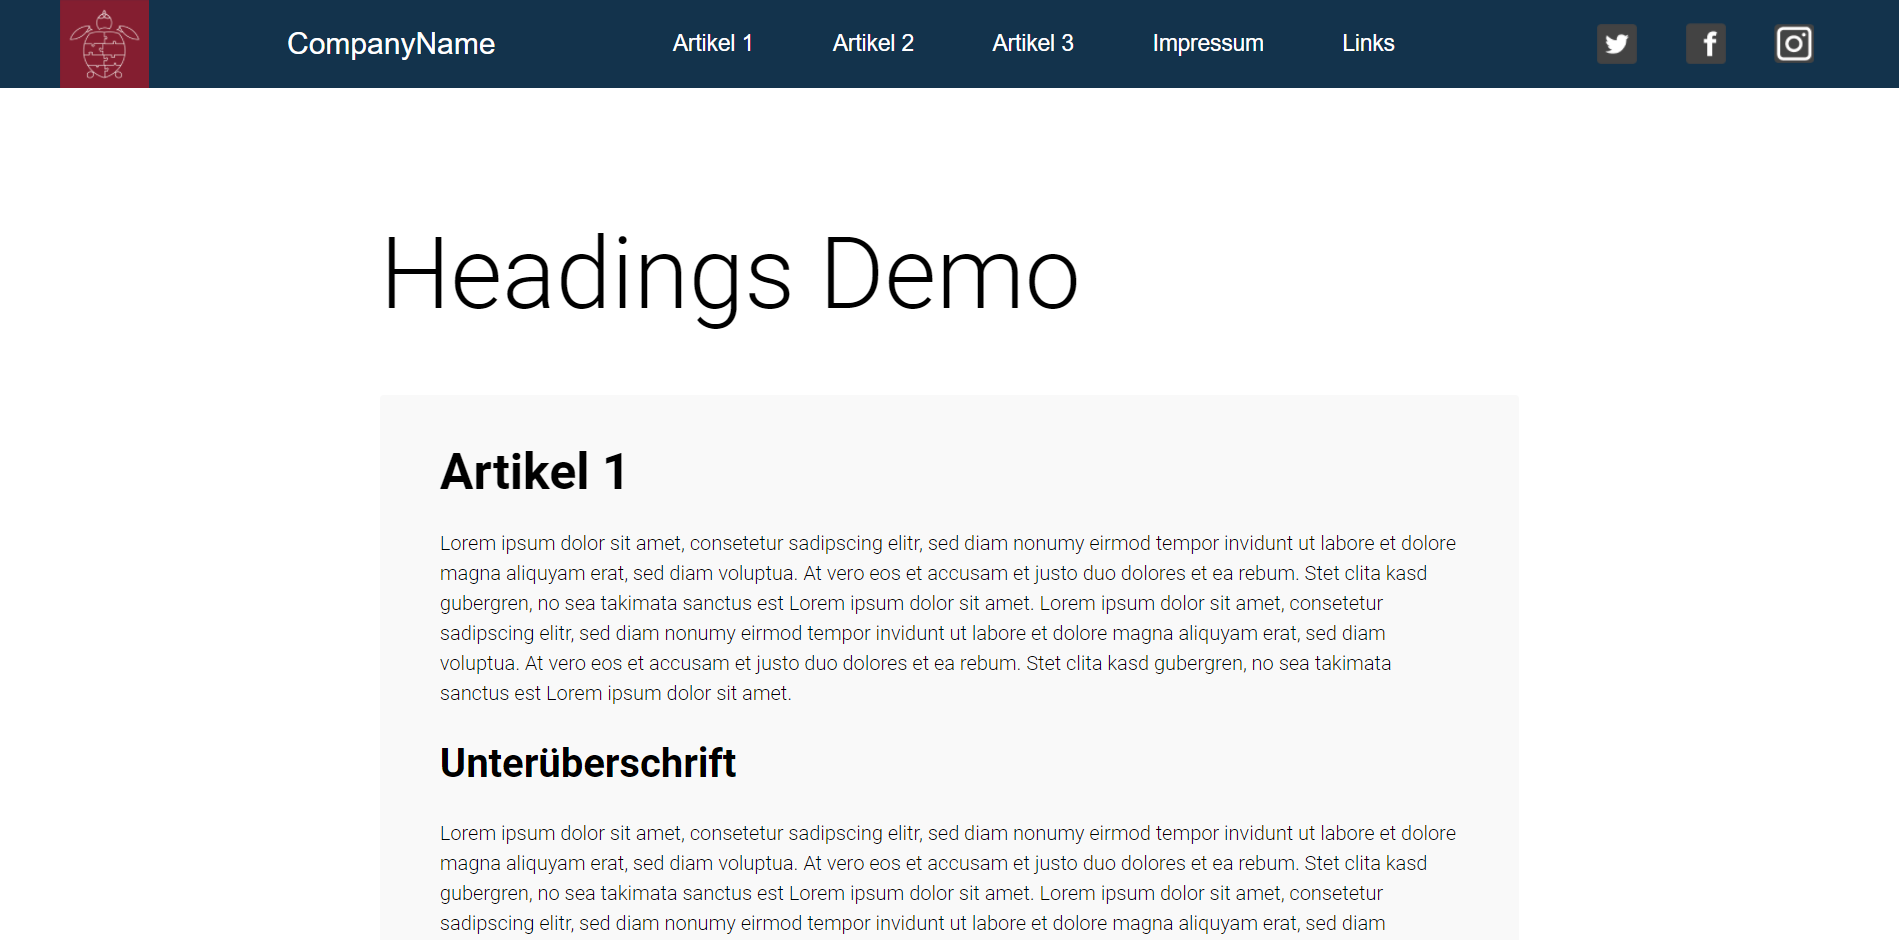 CompanyName
Artikel 1
Artikel 2
Artikel 3
Impressum
Links
Headings Demo
Artikel 1
Lorem ipsum dolor sit amet, consetetur sadipscing elitr, sed diam nonumy eirmod tempor invidunt ut labore et dolore
magna aliquyam erat, sed diam voluptua. At vero eos et accusam et justo duo dolores et ea rebum. Stet clita kasd
gubergren, no sea takimata sanctus est Lorem ipsum dolor sit amet. Lorem ipsum dolor sit amet, consetetur
sadipscing elitr, sed diam nonumy eirmod tempor invidunt ut labore et dolore magna aliquyam erat, sed diam
voluptua. At vero eos et accusam et justo duo dolores et ea rebum. Stet clita kasd gubergren, no sea takimata
sanctus est Lorem ipsum dolor sit amet.
Unterüberschrift
Lorem ipsum dolor sit amet, consetetur sadipscing elitr, sed diam nonumy eirmod tempor invidunt ut labore et dolore
magna aliquyam erat, sed diam voluptua. At vero eos et accusam et justo duo dolores et ea rebum. Stet clita kasd
gubergren, no sea takimata sanctus est Lorem ipsum dolor sit amet. Lorem ipsum dolor sit amet, consetetur
sadipscing elitr, sed diam nonumy eirmod tempor invidunt ut labore et dolore magna aliquyam erat, sed diam